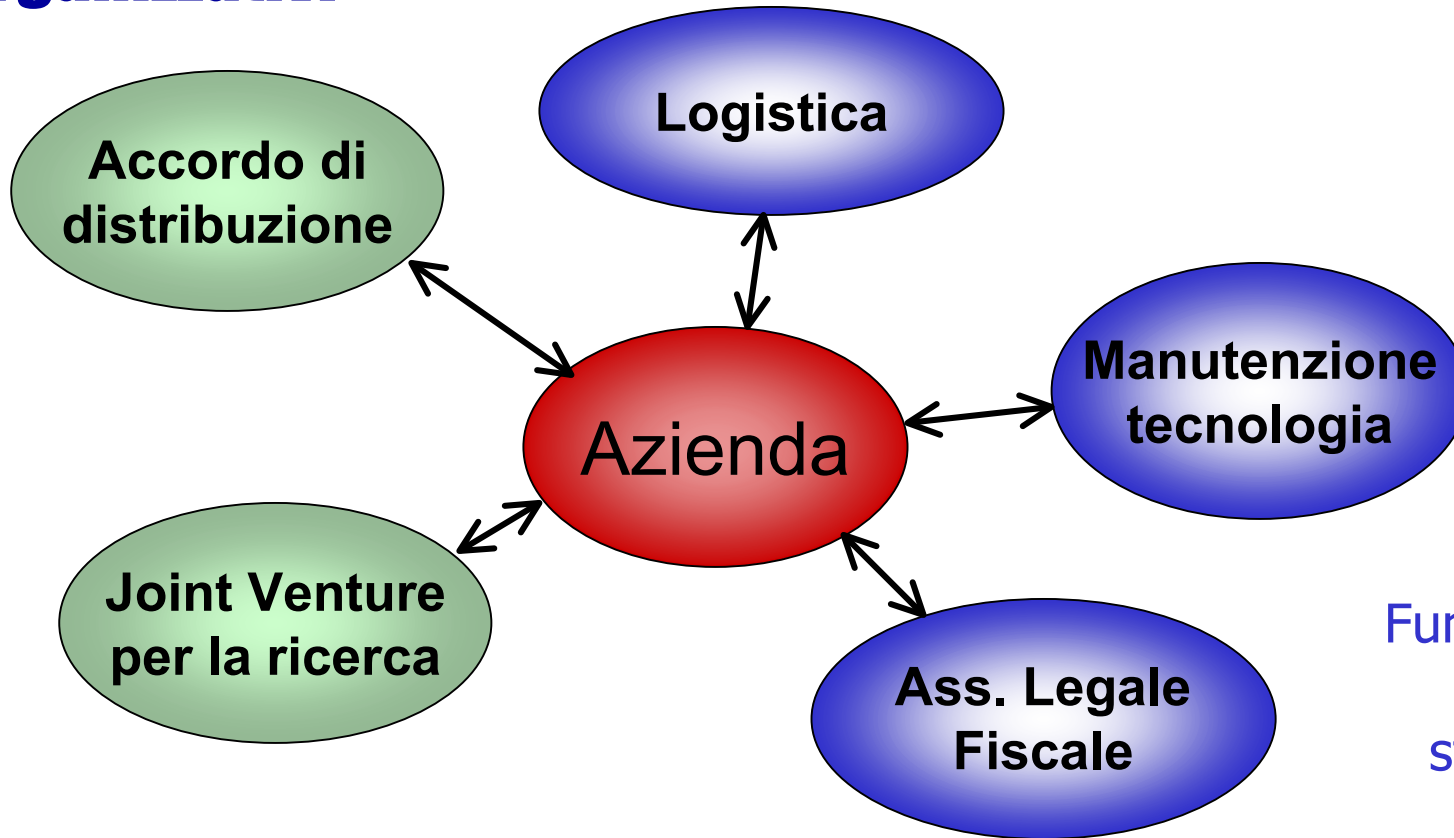 Logistica
Accordo di
distribuzione
Manutenzione
tecnologia
Azienda
Joint Venture
per la ricerca
Ass. Legale
Fiscale